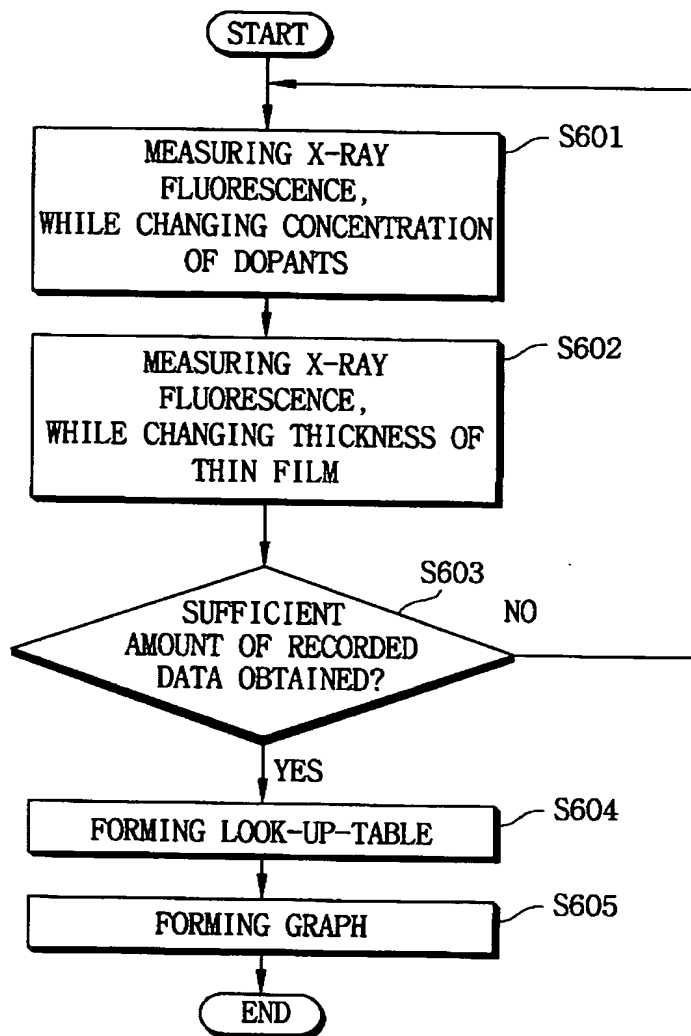 START
S601
MEASURING X-RAY
FLUORESCENCE,
WHILE CHANGING CONCENTRATION
OF DOPANTS
S602
MEASURING X-RAY
FLUORESCENCE,
WHILE CHANGING THICKNESS OF
THIN FILM
S603
SUFFICIENT
AMOUNT OF RECORDED
DATA OBTAINED?
NO
YES
S604
FORMING LOOK-UP-TABLE
S605
FORMING GRAPH
END